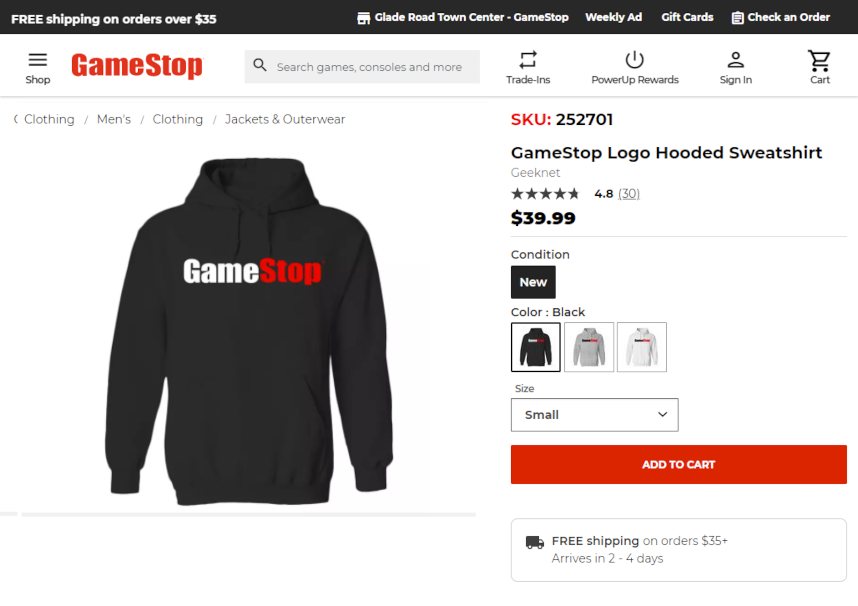 FREE shipping on orders over $35
Glade Road Town Center - GameStop
Weekly Ad
Gift Cards
Check an Order
Shop
GameStop
Search games, consoles and more
Trade-Ins
PowerUp Rewards
Sign In
Cart
Clothing / Men's / Clothing / Jackets & Outerwear
GameStop
SKU: 252701
GameStop Logo Hooded Sweatshirt
Geeknet
4.8 (30)
$39.99
Condition
New
Color : Black
Size
Small
ADD TO CART
FREE shipping on orders $35+
Arrives in 2 - 4 days